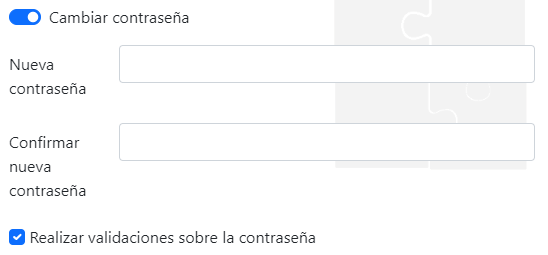 Cambiar contraseña
Nueva
contraseña
Confirmar
nueva
contraseña
Realizar validaciones sobre la contraseña